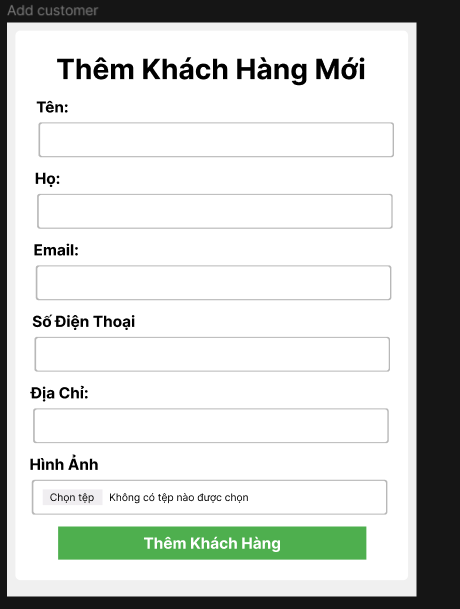 Add customer
Thêm Khách Hàng Mới
Tên:
Họ:
Email:
Số Điện Thoại
Địa Chỉ:
Hình Ảnh
Chọn tệp Không có tệp nào được chọn
Thêm Khách Hàng